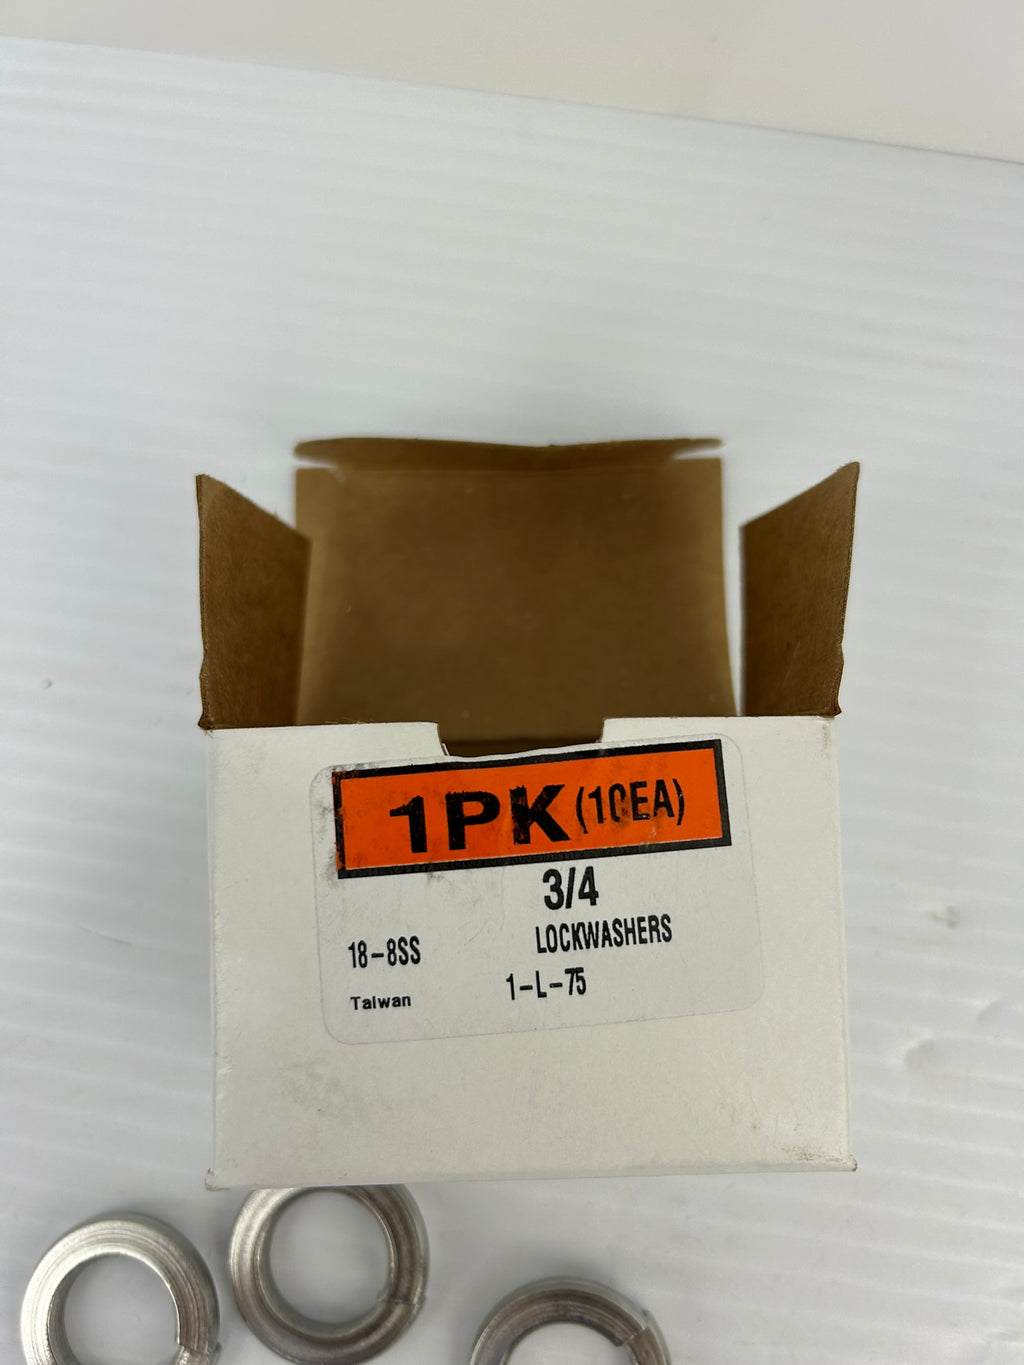 1PK (10EA)
3/4
18-8SS LOCKWASHERS
Taiwan 1-L-75